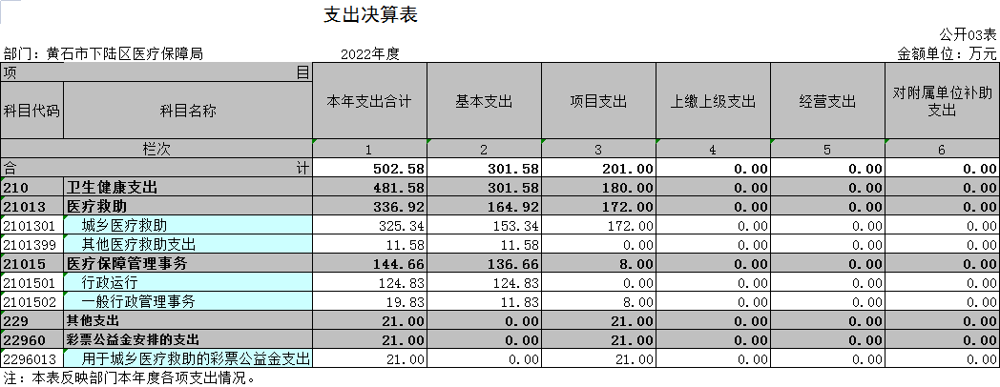 支出决算表
公开03表
部门：黄石市下陆区医疗保障局 2022年度 金额单位：万元
项 目 本年支出合计 基本支出 项目支出 上缴上级支出 经营支出 对附属单位补助支出
科目代码 科目名称
栏次 1 2 3 4 5 6
合 计 502.58 301.58 201.00 0.00 0.00 0.00
210 卫生健康支出 481.58 301.58 180.00 0.00 0.00 0.00
21013 医疗救助 336.92 164.92 172.00 0.00 0.00 0.00
2101301 城乡医疗救助 325.34 153.34 172.00 0.00 0.00 0.00
2101399 其他医疗救助支出 11.58 11.58 0.00 0.00 0.00 0.00
21015 医疗保障管理事务 144.66 136.66 8.00 0.00 0.00 0.00
2101501 行政运行 124.83 124.83 0.00 0.00 0.00 0.00
2101502 一般行政管理事务 19.83 11.83 8.00 0.00 0.00 0.00
229 其他支出 21.00 0.00 21.00 0.00 0.00 0.00
22960 彩票公益金安排的支出 21.00 0.00 21.00 0.00 0.00 0.00
2296013 用于城乡医疗救助的彩票公益金支出 21.00 0.00 21.00 0.00 0.00 0.00
注：本表反映部门本年度各项支出情况。